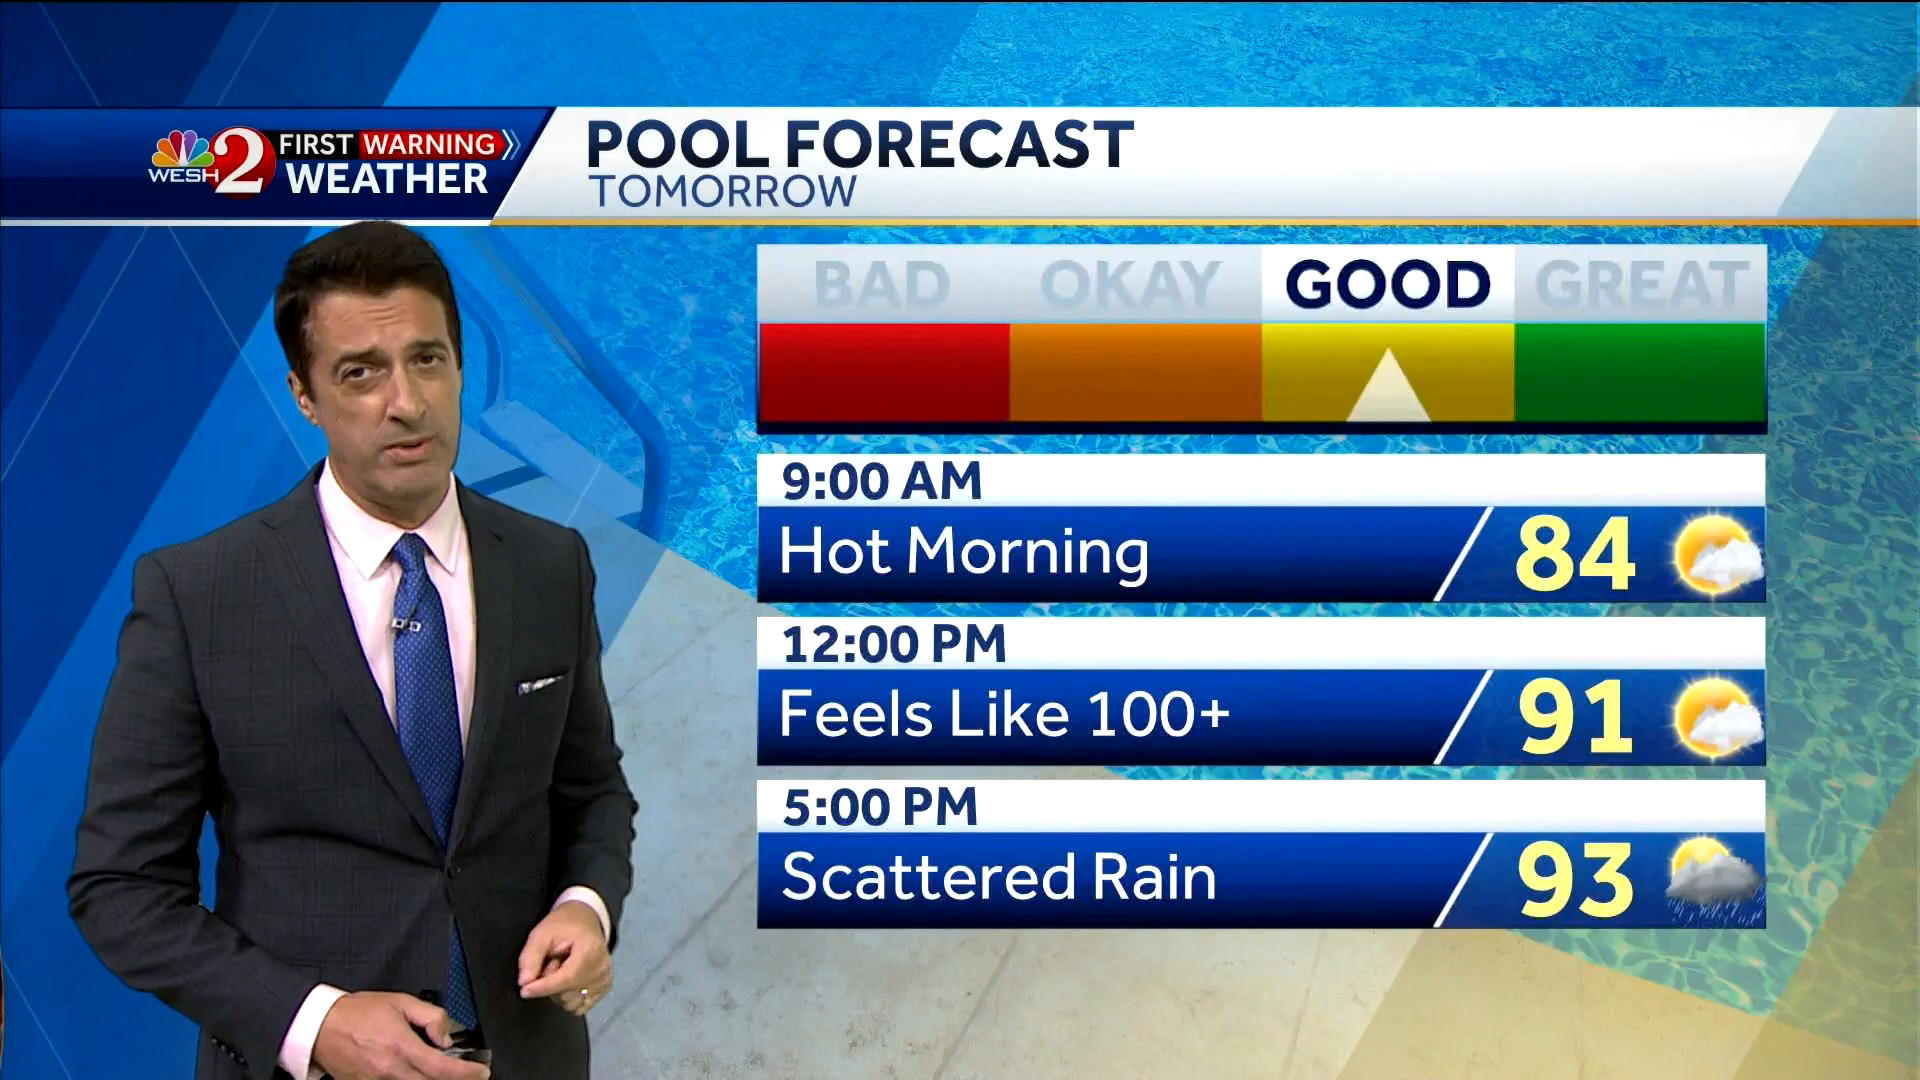 WESH 2 FIRST WARNING
WEATHER
POOL FORECAST
TOMORROW
BAD OKAY GOOD GREAT
9:00 AM
Hot Morning 84
12:00 PM
Feels Like 100+ 91
5:00 PM
Scattered Rain 93